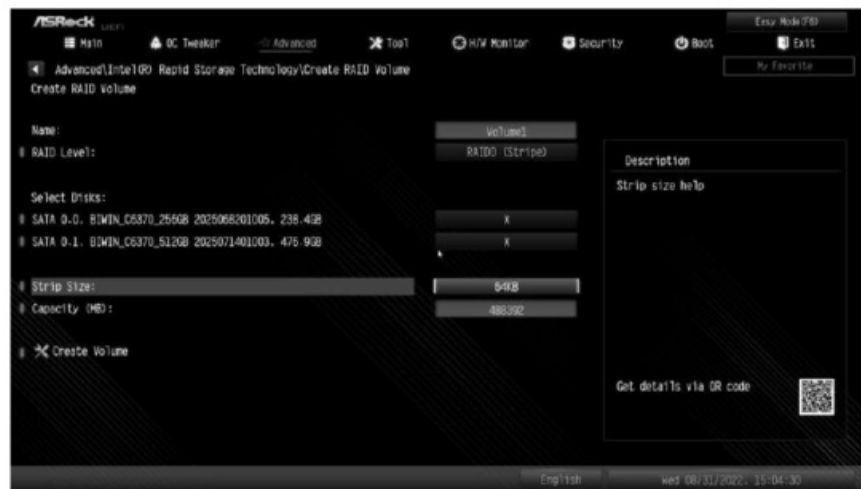 ASRock UEFI
Easy Mode(F6)
Main OC Tweaker Advanced Tool H/W Monitor Security Boot Exit
Advanced\Intel(R) Rapid Storage Technology\Create RAID Volume
My Favorite
Create RAID Volume
Name: Volume1
RAID Level: RAID0 (Stripe)
Description
Strip size help
Select Disks:
SATA 0.0, BIWIN_C6370_256GB 2025068201005, 238.4GB X
SATA 0.1, BIWIN_C6370_512GB 2025071401003, 476.9GB X
Strip Size: 64KB
Capacity (MB): 488392
Create Volume
Get details via QR code
English
Wed 08/31/2022, 15:04:30